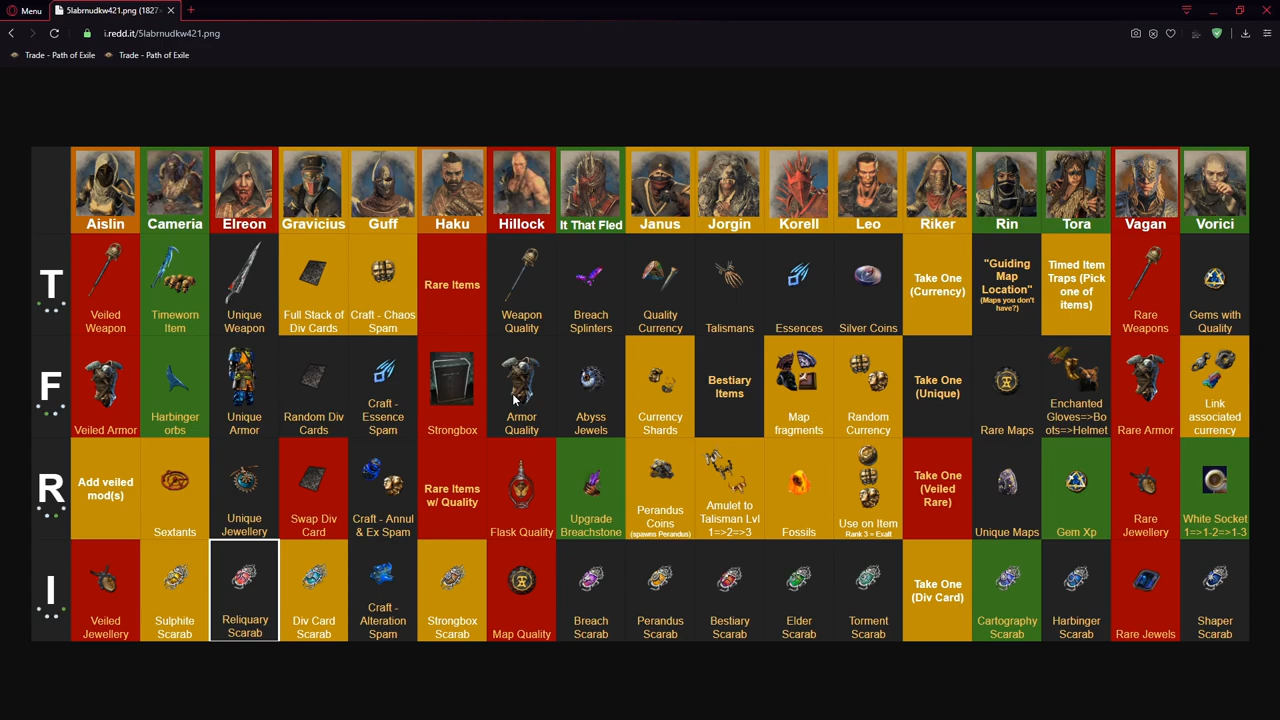 Menu
5labrnudkw421.png (1827×
i.redd.it/5labrnudkw421.png
Trade - Path of Exile
Trade - Path of Exile
Aislin
Cameria
Elreon
Gravicius
Guff
Haku
Hillock
It That Fled
Janus
Jorgin
Korell
Leo
Riker
Rin
Tora
Vagan
Vorici
T
Veiled
Weapon
Timeworn
Item
Unique
Weapon
Full Stack of
Div Cards
Craft - Chaos
Spam
Rare Items
Weapon
Quality
Breach
Splinters
Quality
Currency
Talismans
Essences
Silver Coins
Take One
(Currency)
"Guiding
Map
Location"
(Maps you don't
have?)
Timed Item
Traps (Pick
one of
items)
Rare
Weapons
Gems with
Quality
F
Veiled Armor
Harbinger
orbs
Unique
Armor
Random Div
Cards
Craft -
Essence
Spam
Strongbox
Armor
Quality
Abyss
Jewels
Currency
Shards
Bestiary
Items
Map
fragments
Random
Currency
Take One
(Unique)
Rare Maps
Enchanted
Gloves=>Bo
ots=>Helmet
Rare Armor
Link
associated
currency
R
Add veiled
mod(s)
Sextants
Unique
Jewellery
Swap Div
Card
Craft - Annul
& Ex Spam
Rare Items
w/ Quality
Flask Quality
Upgrade
Breachstone
Perandus
Coins
(spawns Perandus)
Amulet to
Talisman Lvl
1=>2=>3
Fossils
Use on Item
Rank 3 = Exalt
Take One
(Veiled
Rare)
Unique Maps
Gem Xp
Rare
Jewellery
White Socket
1=>1-2=>1-3
I
Veiled
Jewellery
Sulphite
Scarab
Reliquary
Scarab
Div Card
Scarab
Craft -
Alteration
Spam
Strongbox
Scarab
Map Quality
Breach
Scarab
Perandus
Scarab
Bestiary
Scarab
Elder
Scarab
Torment
Scarab
Take One
(Div Card)
Cartography
Scarab
Harbinger
Scarab
Rare Jewels
Shaper
Scarab